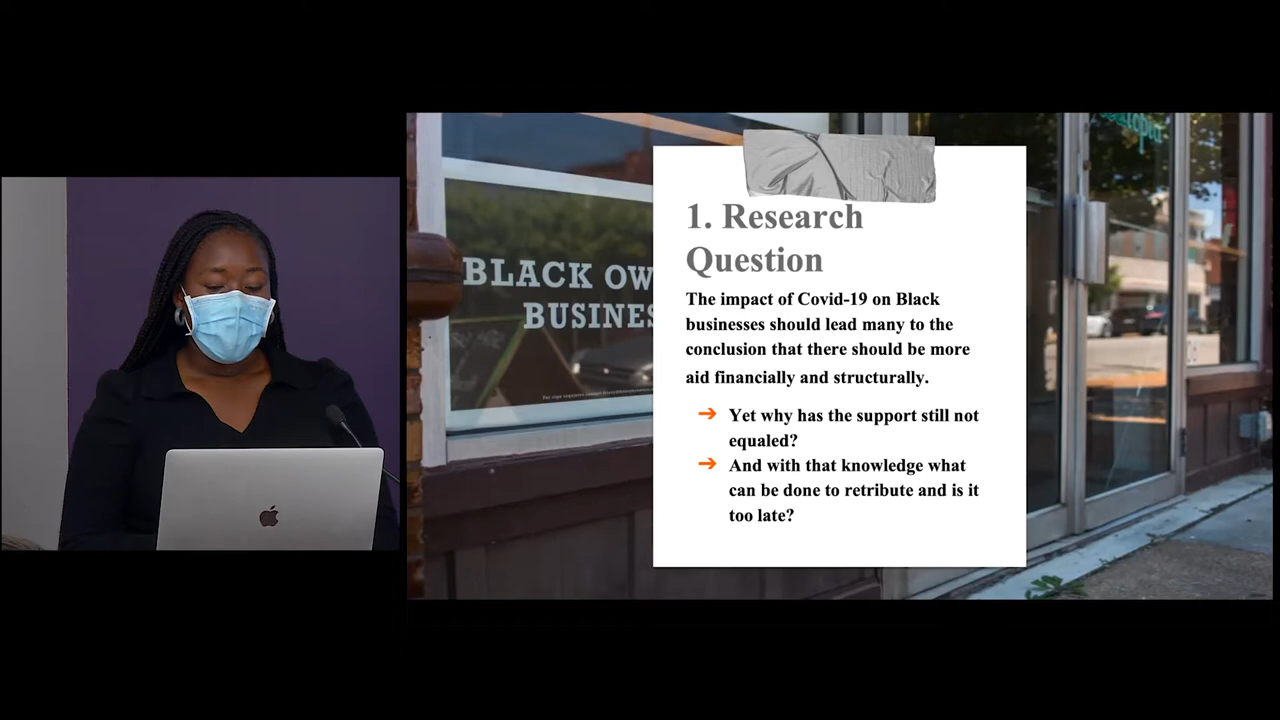 BLACK OW
BUSINES
1. Research
Question
The impact of Covid-19 on Black
businesses should lead many to the
conclusion that there should be more
aid financially and structurally.
Yet why has the support still not
equaled?
And with that knowledge what
can be done to retribute and is it
too late?